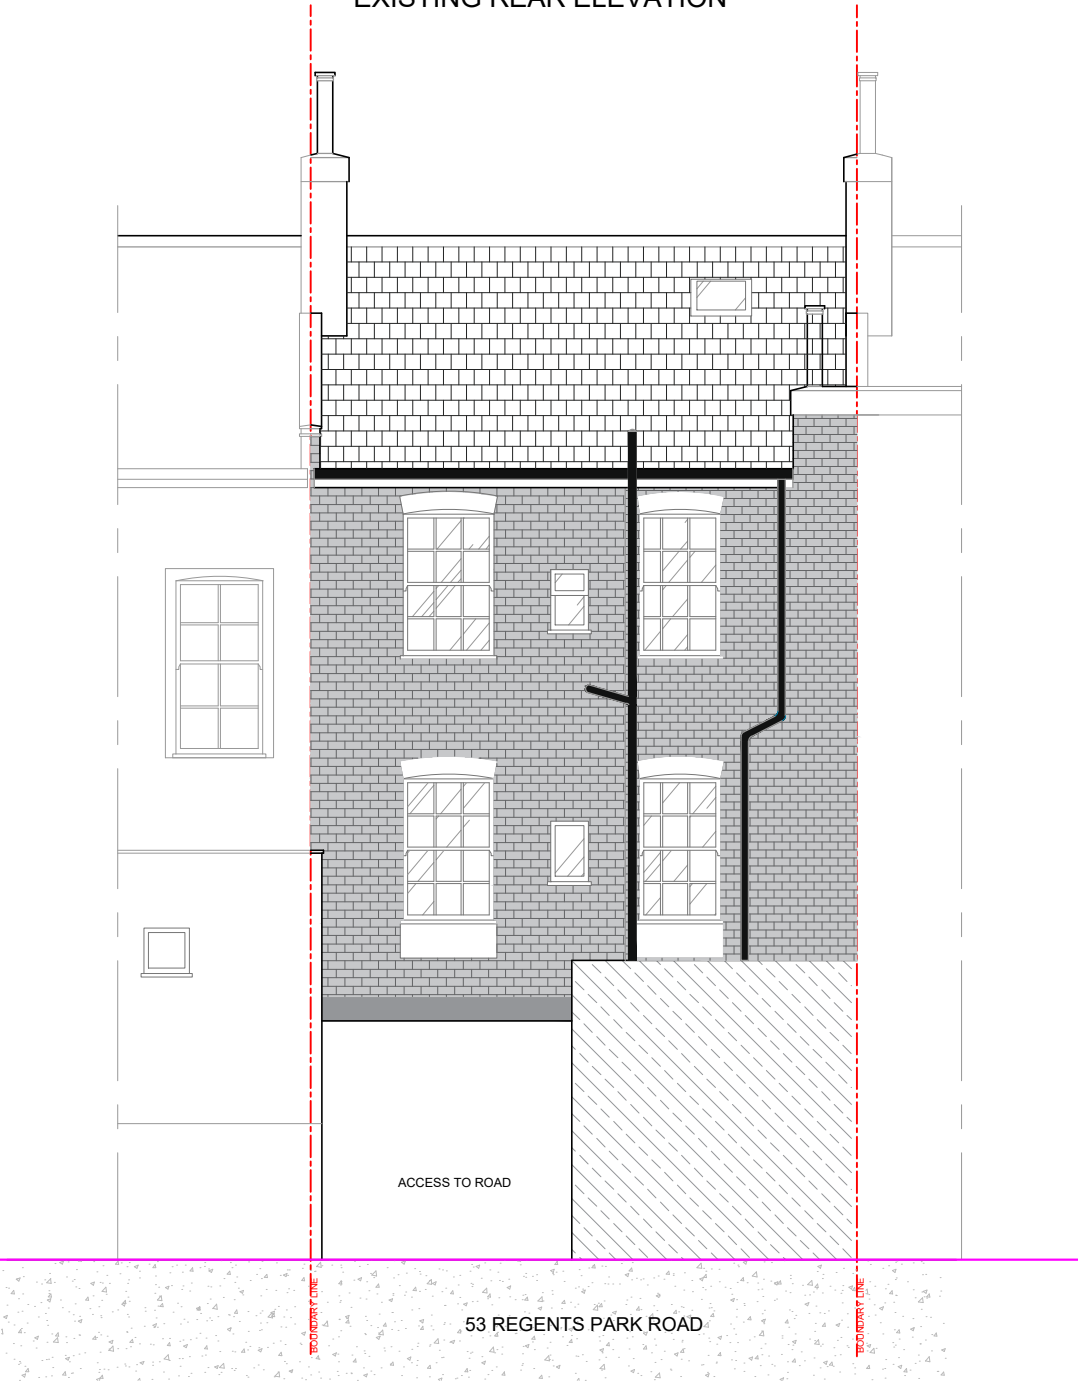 EXISTING REAR ELEVATION
ACCESS TO ROAD
BOUNDARY LINE
53 REGENTS PARK ROAD
BOUNDARY LINE